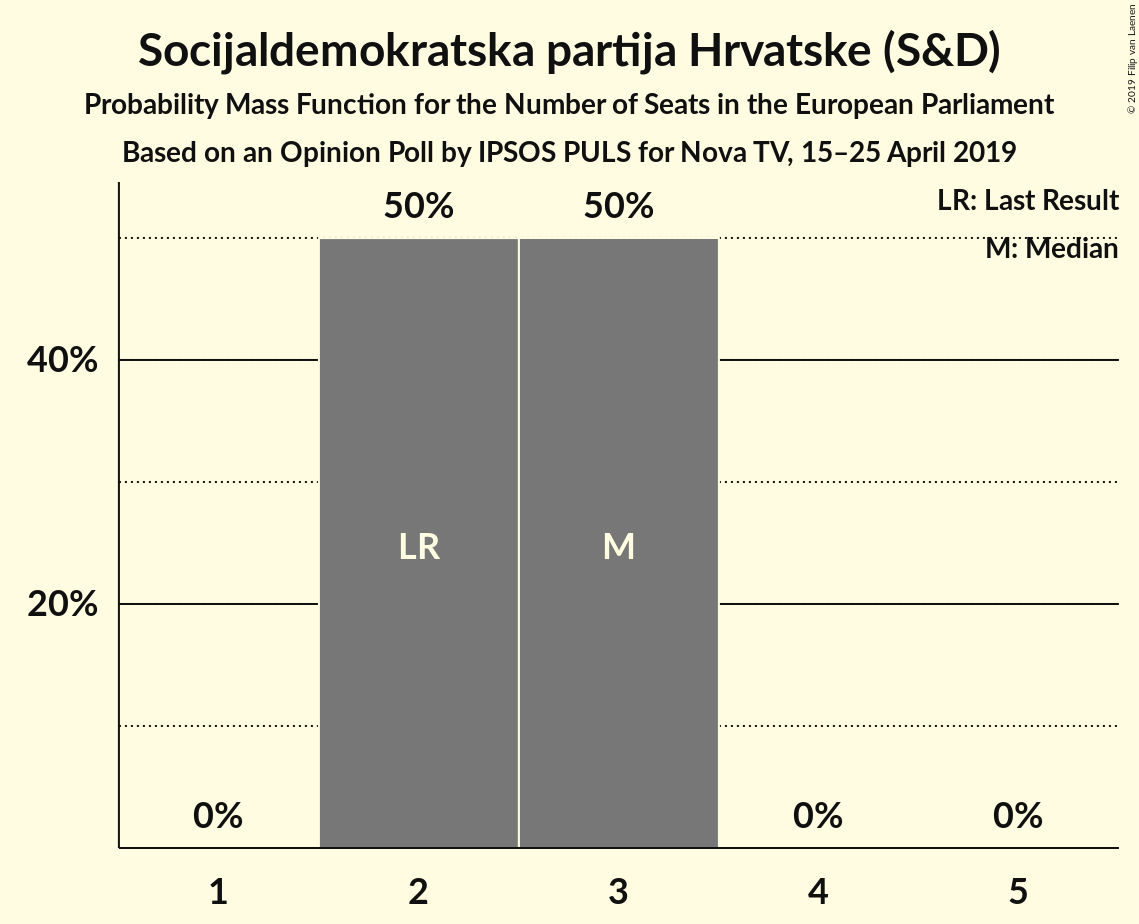 Socijaldemokratska partija Hrvatske (S&D)
Probability Mass Function for the Number of Seats in the European Parliament
Based on an Opinion Poll by IPSOS PULS for Nova TV, 15–25 April 2019
© 2019 Filip van Laenen
LR: Last Result
M: Median
50% 50%
40%
LR M
20%
0% 0% 0%
1 2 3 4 5